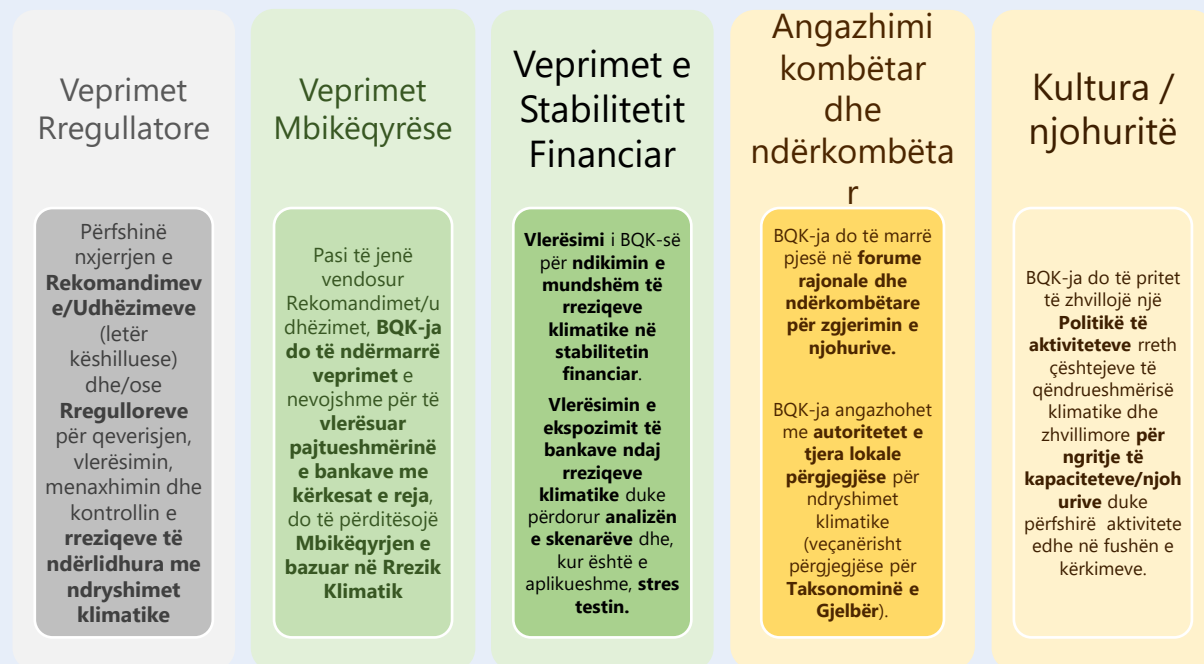 Veprimet
Rregullatore
Përfshinë
nxjerrjen e
Rekomandimev
e/Udhëzimeve
(letër
këshilluese)
dhe/ose
Rregulloreve
për qeverisjen,
vlerësimin,
menaxhimin dhe
kontrollin e
rreziqeve të
ndërlidhura me
ndryshimet
klimatike
Veprimet
Mbikëqyrëse
Pasi të jenë
vendosur
Rekomandimet/u
dhëzimet, BQK-ja
do të ndërmarrë
veprimet e
nevojshme për të
vlerësuar
pajtueshmërinë
e bankave me
kërkesat e reja,
do të përditësojë
Mbikëqyrjen e
bazuar në Rrezik
Klimatik
Veprimet e
Stabilitetit
Financiar
Vlerësimi i BQK-së
për ndikimin e
mundshëm të
rreziqeve
klimatike në
stabilitetin
financiar.
Vlerësimin e
ekspozimit të
bankave ndaj
rreziqeve
klimatike duke
përdorur analizën
e skenarëve dhe,
kur është e
aplikueshme, stres
testin.
Angazhimi
kombëtar
dhe
ndërkombëta
r
BQK-ja do të marrë
pjesë në forume
rajonale dhe
ndërkombëtare
për zgjerimin e
njohurive.
BQK-ja angazhohet
me autoritetet e
tjera lokale
përgjegjëse për
ndryshimet
klimatike
(veçanërisht
përgjegjëse për
Taksonominë e
Gjelbër).
Kultura /
njohuritë
BQK-ja do të pritet
të zhvillojë një
Politikë të
aktiviteteve rreth
çështjeve të
qëndrueshmërisë
klimatike dhe
zhvillimore për
ngritje të
kapaciteteve/njoh
urive duke
përfshirë aktivitete
edhe në fushën e
kërkimeve.